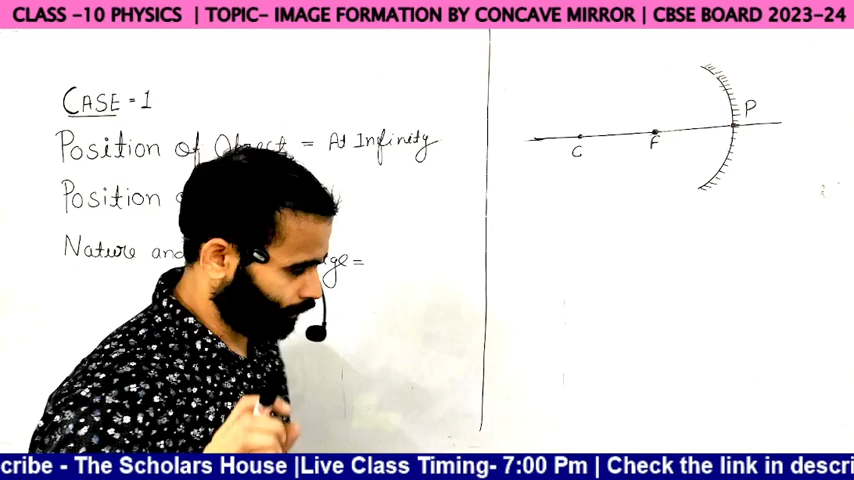 CLASS -10 PHYSICS | TOPIC- IMAGE FORMATION BY CONCAVE MIRROR | CBSE BOARD 2023-24
CASE = 1
Position of Object = At Infinity
Position
Nature and
ge =
P
C
F
cribe - The Scholars House |Live Class Timing- 7:00 Pm | Check the link in descri